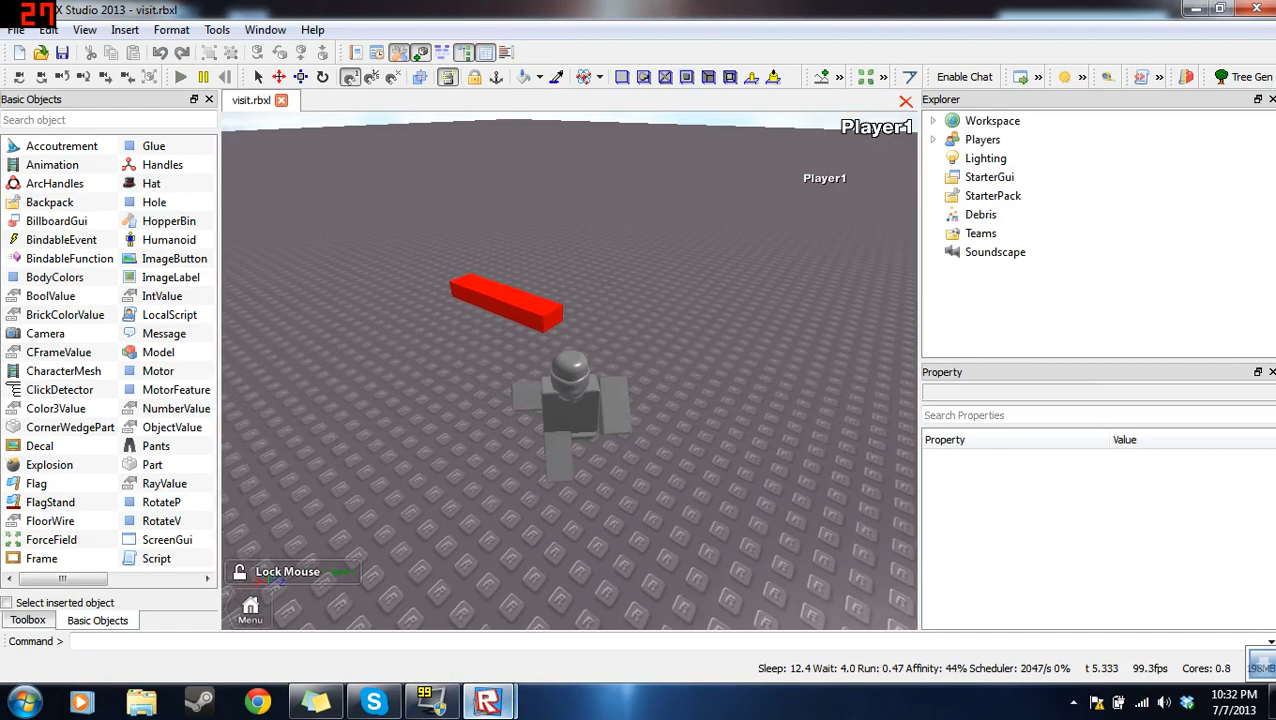 27
X Studio 2013 - visit.rbxl
File Edit View Insert Format Tools Window Help
Enable Chat
Tree Gen
Basic Objects
visit.rbxl
Explorer
Search object
Accoutrement Glue
Animation Handles
ArcHandles Hat
Backpack Hole
BillboardGui HopperBin
BindableEvent Humanoid
BindableFunction ImageButton
BodyColors ImageLabel
BoolValue IntValue
BrickColorValue LocalScript
Camera Message
CFrameValue Model
CharacterMesh Motor
ClickDetector MotorFeature
Color3Value NumberValue
CornerWedgePart ObjectValue
Decal Pants
Explosion Part
Flag RayValue
FlagStand RotateP
FloorWire RotateV
ForceField ScreenGui
Frame Script
Select inserted object
Toolbox Basic Objects
Player1
Player1
Lock Mouse
Menu
Workspace
Players
Lighting
StarterGui
StarterPack
Debris
Teams
Soundscape
Property
Search Properties
Property Value
Command >
Sleep: 12.4 Wait: 4.0 Run: 0.47 Affinity: 44% Scheduler: 2047/s 0% t 5.333 99.3fps Cores: 0.8
99
10:32 PM
7/7/2013